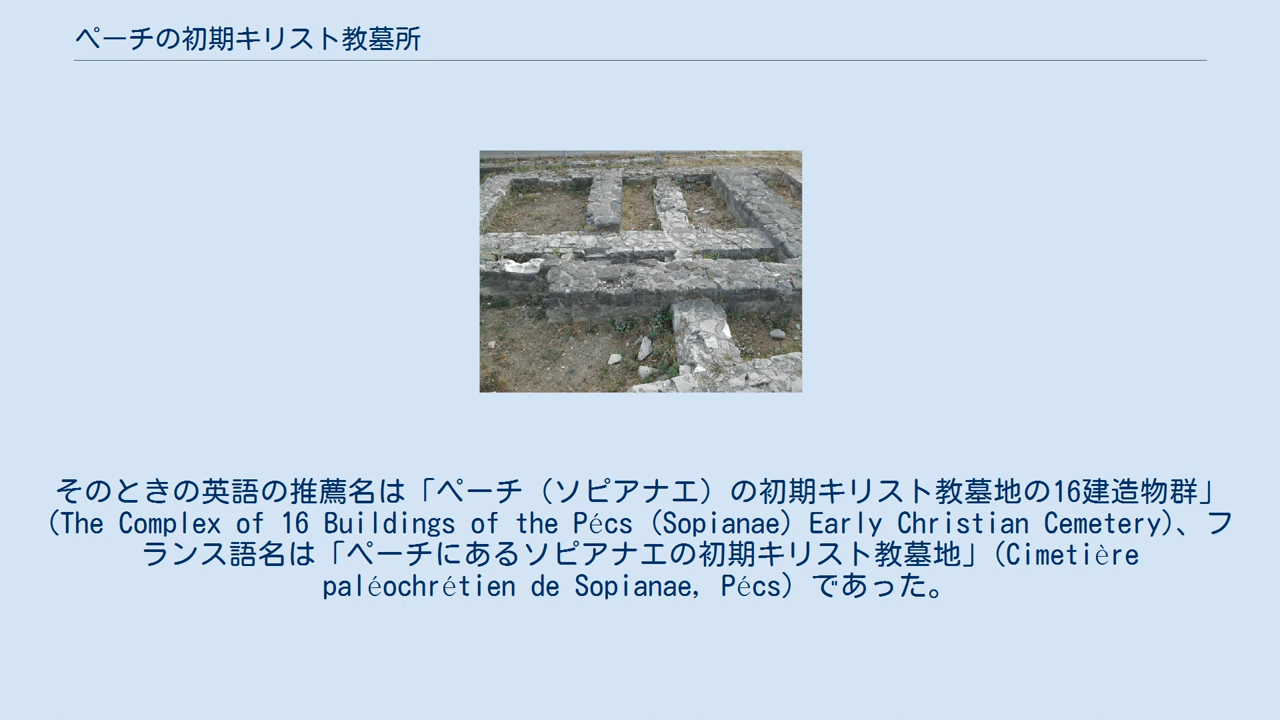 ペーチの初期キリスト教墓所
そのときの英語の推薦名は「ペーチ（ソピアナエ）の初期キリスト教墓地の16建造物群」
(The Complex of 16 Buildings of the Pécs (Sopianae) Early Christian Cemetery)、フ
ランス語名は「ペーチにあるソピアナエの初期キリスト教墓地」(Cimetière
paléochrétien de Sopianae, Pécs) であった。